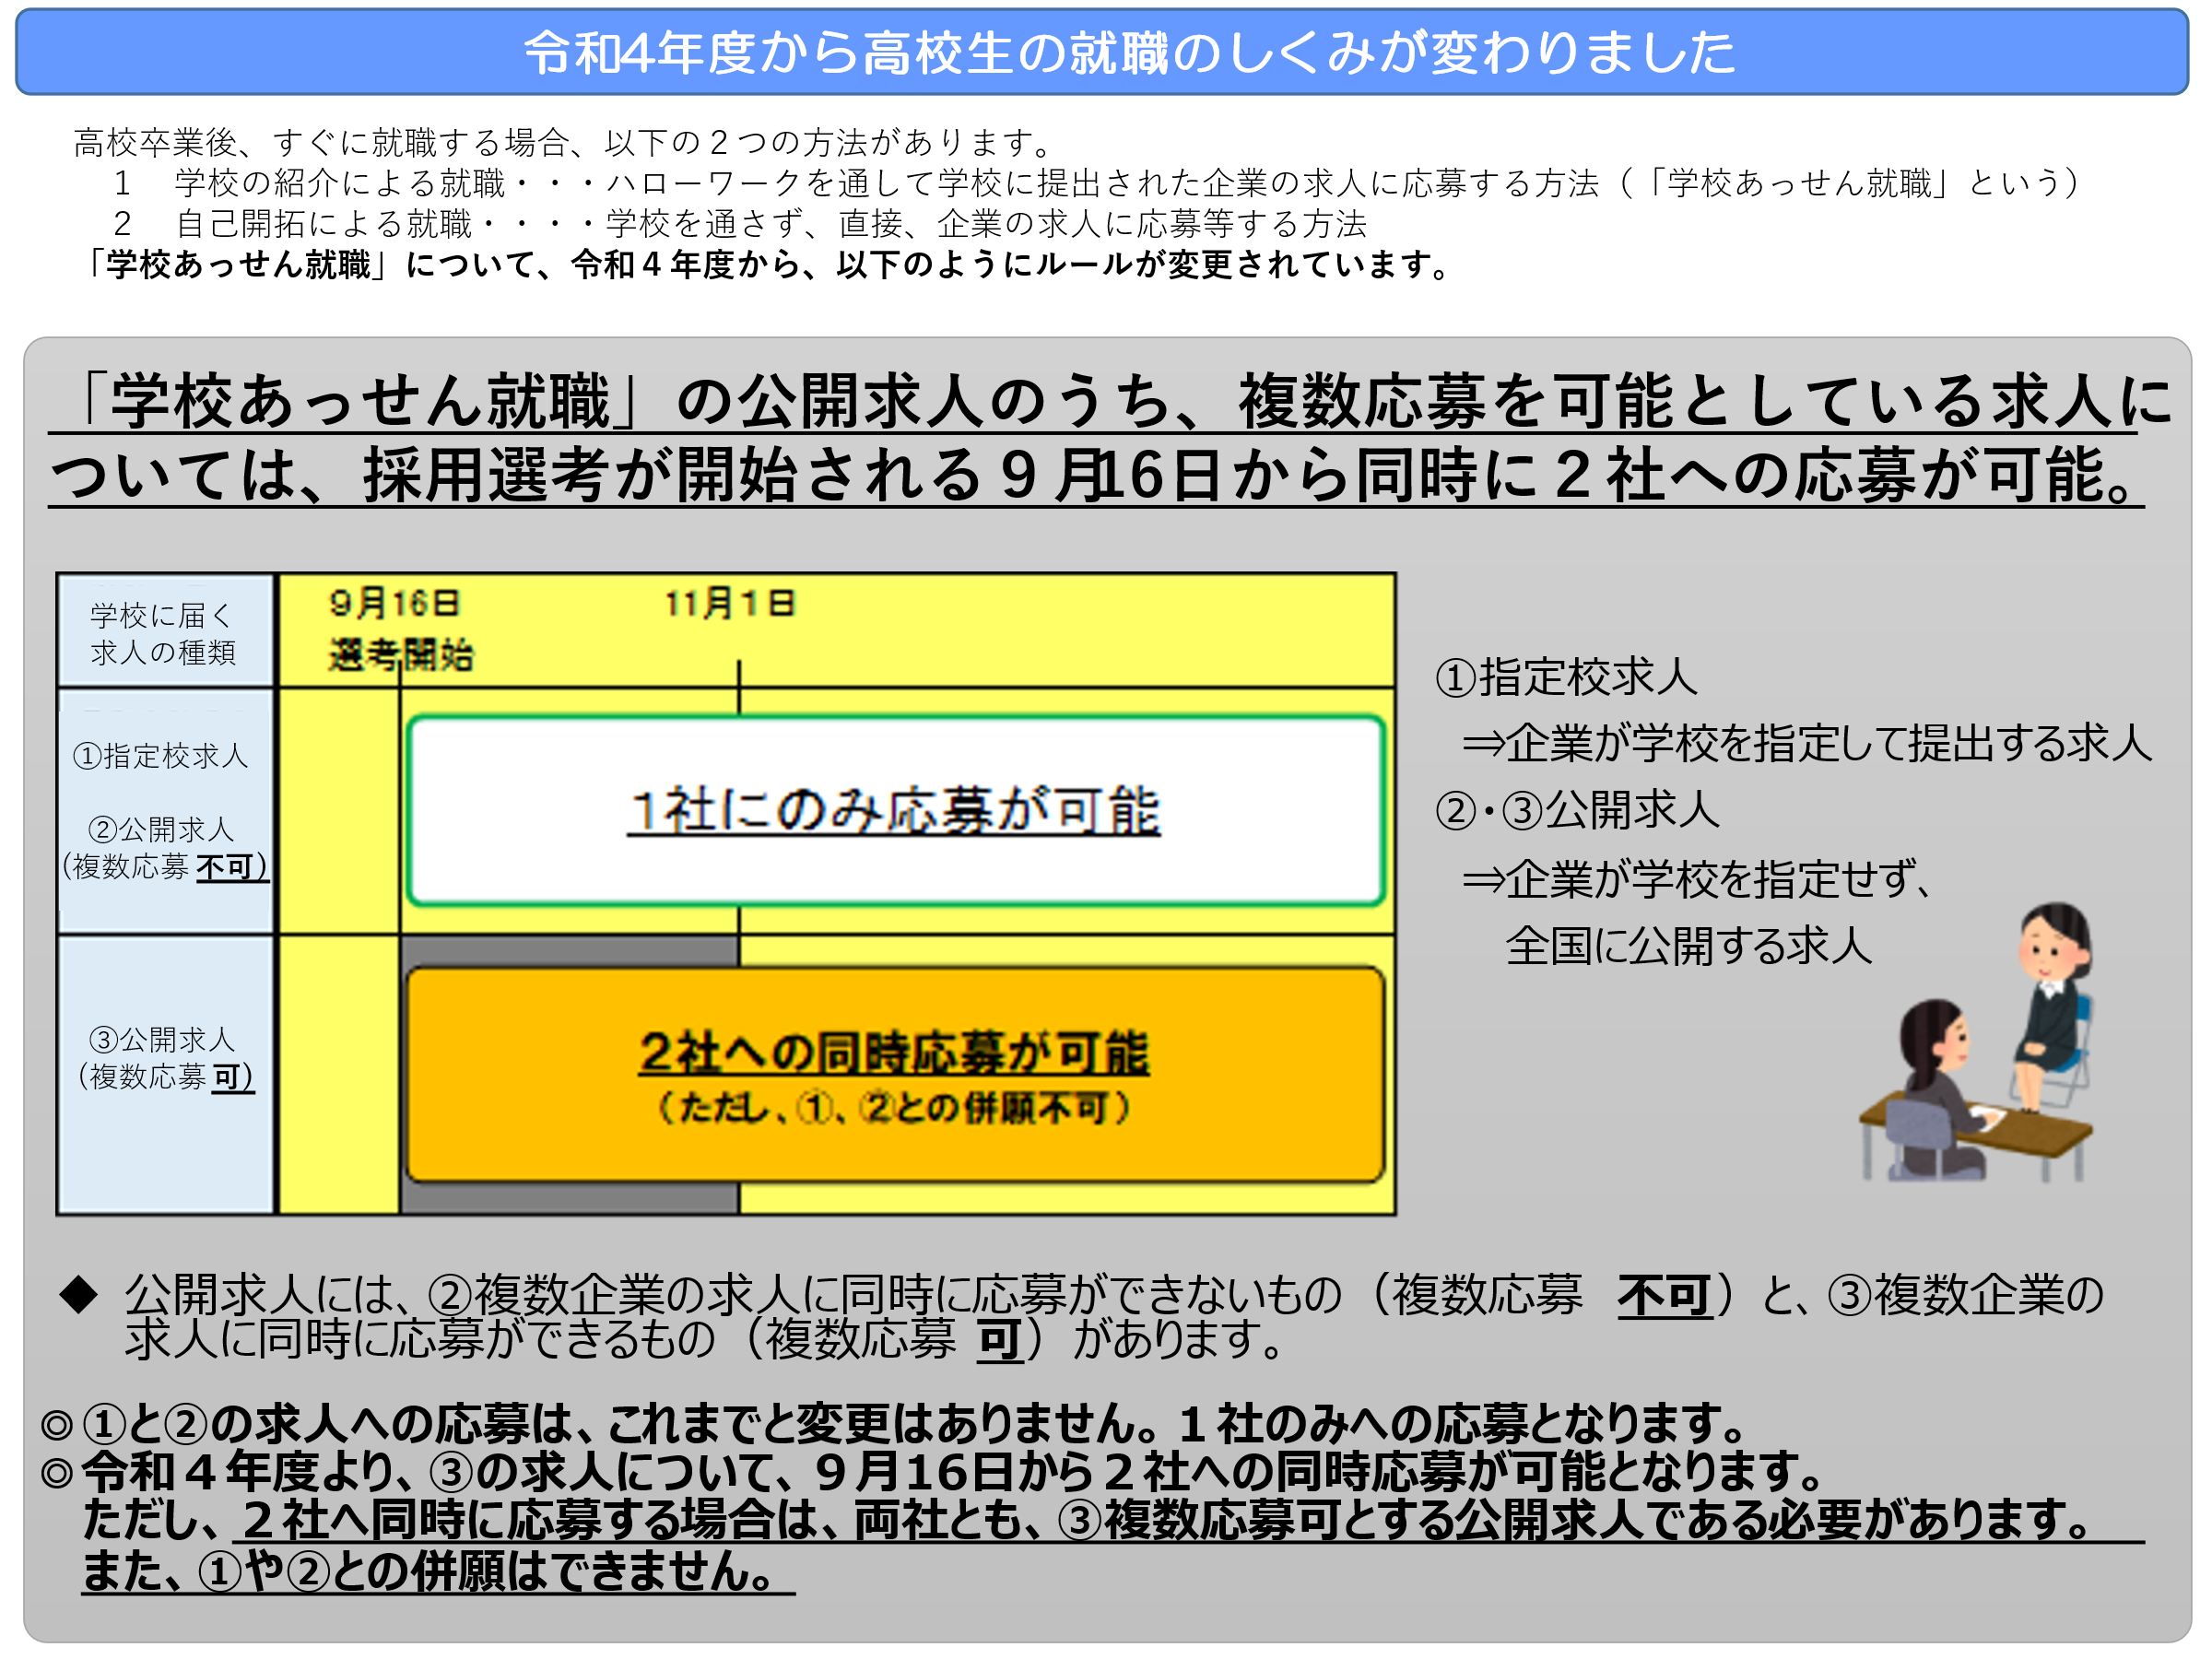 令和4年度から高校生の就職のしくみが変わりました
高校卒業後、すぐに就職する場合、以下の２つの方法があります。
１　学校の紹介による就職・・・ハローワークを通して学校に提出された企業の求人に応募する方法（「学校あっせん就職」という）
２　自己開拓による就職・・・・学校を通さず、直接、企業の求人に応募等する方法
「学校あっせん就職」について、令和４年度から、以下のようにルールが変更されています。
「学校あっせん就職」の公開求人のうち、複数応募を可能としている求人に
ついては、採用選考が開始される９月16日から同時に２社への応募が可能。
学校に届く
求人の種類
９月16日
選考開始
11月１日
①指定校求人
②公開求人
(複数応募 不可)
1社にのみ応募が可能
③公開求人
(複数応募 可)
２社への同時応募が可能
（ただし、①、②との併願不可）
①指定校求人
⇒企業が学校を指定して提出する求人
②・③公開求人
⇒企業が学校を指定せず、
全国に公開する求人
◆ 公開求人には、②複数企業の求人に同時に応募ができないもの（複数応募 不可）と、③複数企業の
求人に同時に応募ができるもの（複数応募 可）があります。
◎①と②の求人への応募は、これまでと変更はありません。１社のみへの応募となります。
◎令和４年度より、③の求人について、９月16日から２社への同時応募が可能となります。
ただし、２社へ同時に応募する場合は、両社とも、③複数応募可とする公開求人である必要があります。
また、①や②との併願はできません。